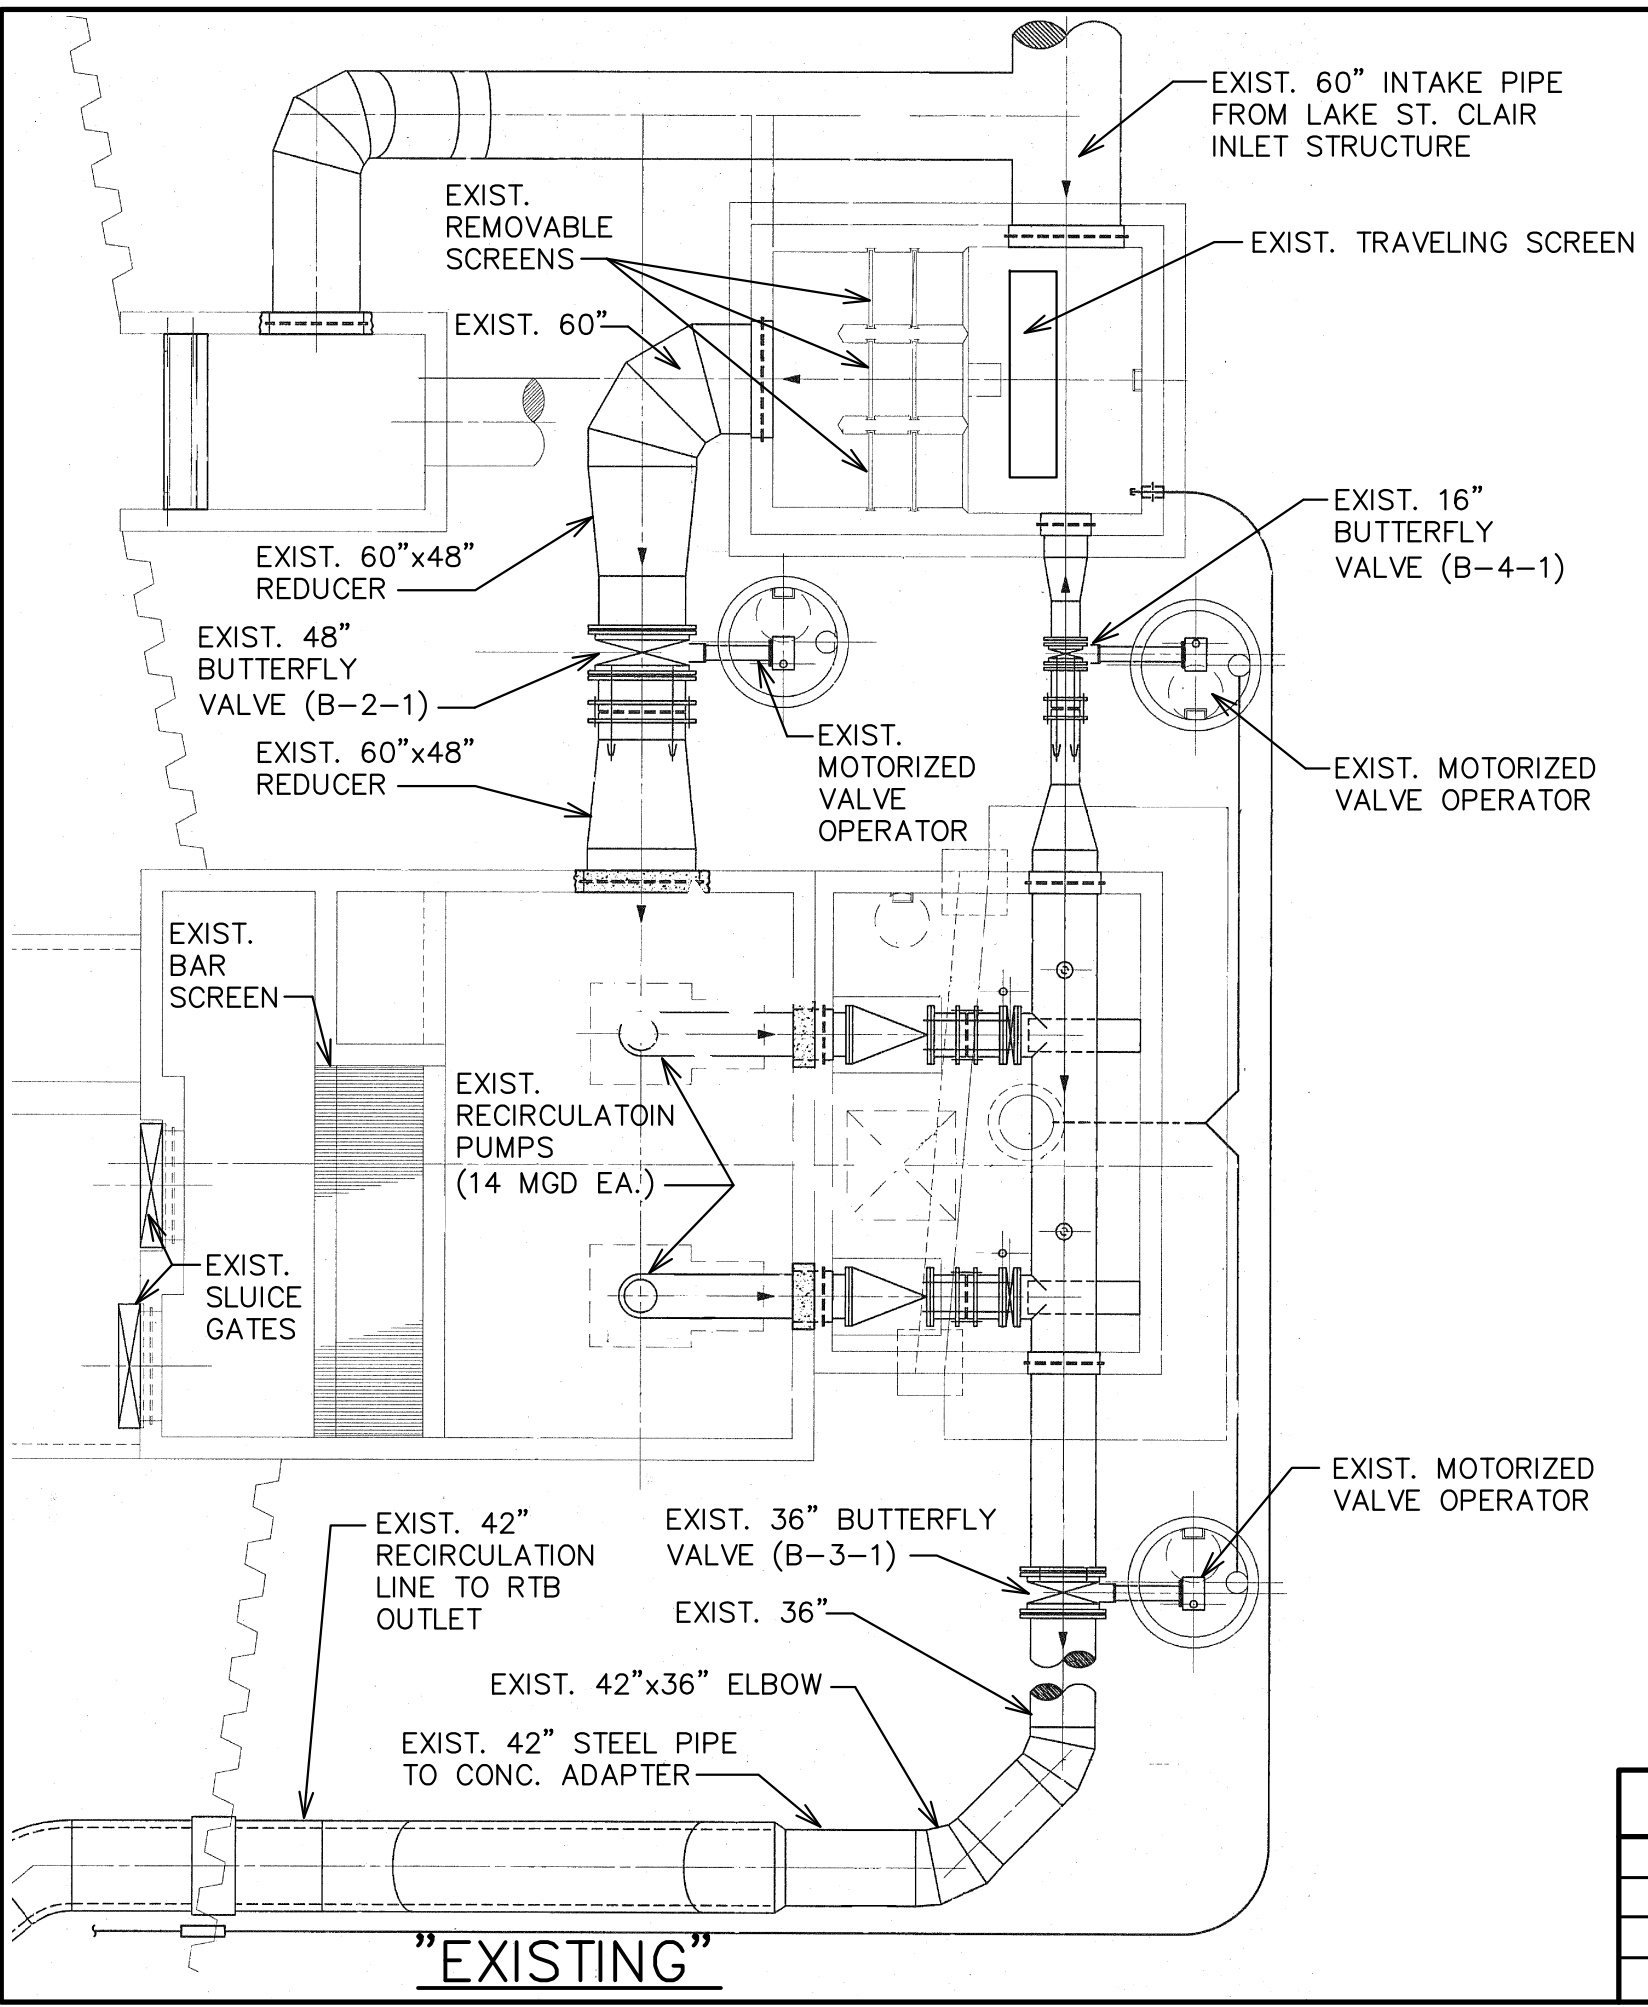 EXIST. 60" INTAKE PIPE
FROM LAKE ST. CLAIR
INLET STRUCTURE
EXIST.
REMOVABLE
SCREENS
EXIST. TRAVELING SCREEN
EXIST. 60"
EXIST. 16"
BUTTERFLY
VALVE (B-4-1)
EXIST. 60"x48"
REDUCER
EXIST. 48"
BUTTERFLY
VALVE (B-2-1)
EXIST. 60"x48"
REDUCER
EXIST.
MOTORIZED
VALVE
OPERATOR
EXIST. MOTORIZED
VALVE OPERATOR
EXIST.
BAR
SCREEN
EXIST.
RECIRCULATOIN
PUMPS
(14 MGD EA.)
EXIST.
SLUICE
GATES
EXIST. MOTORIZED
VALVE OPERATOR
EXIST. 42"
RECIRCULATION
LINE TO RTB
OUTLET
EXIST. 36" BUTTERFLY
VALVE (B-3-1)
EXIST. 36"
EXIST. 42"x36" ELBOW
EXIST. 42" STEEL PIPE
TO CONC. ADAPTER
"EXISTING"